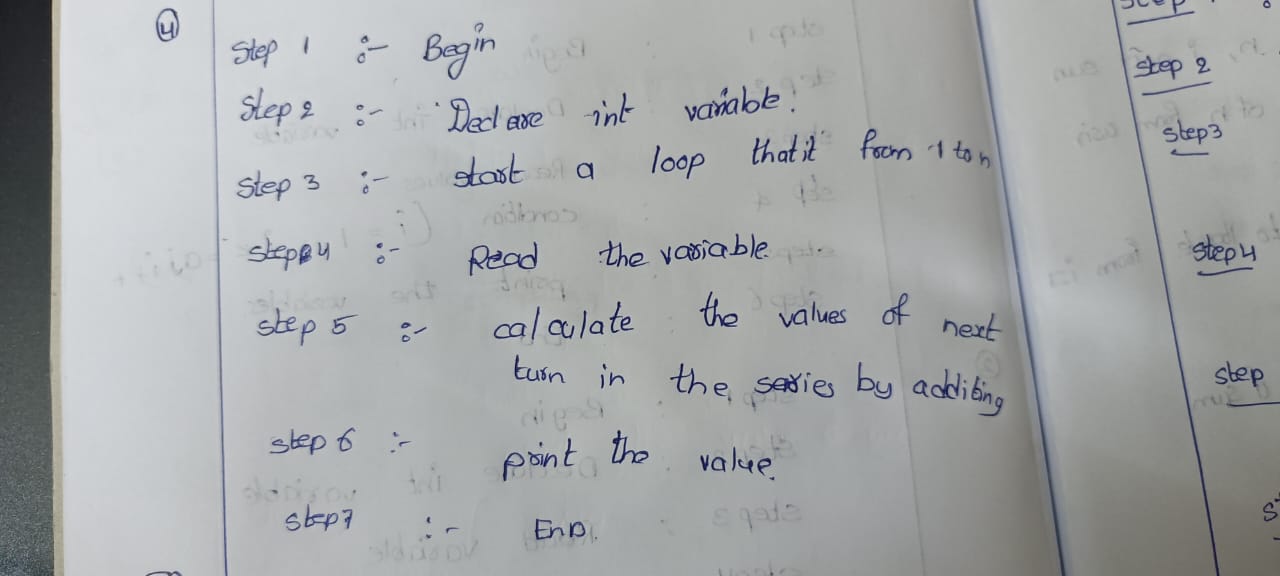 4
Step 1 :- Begin
Step 2 :- Declare int variable.
Step 3 :- start a loop that it from 1 to n
step 4 :- Read the variable.
step 5 :- calculate the values of next
turn in the series by additing
step 6 :- print the value.
step 7 :- End.
step 2
step3
step 4
step